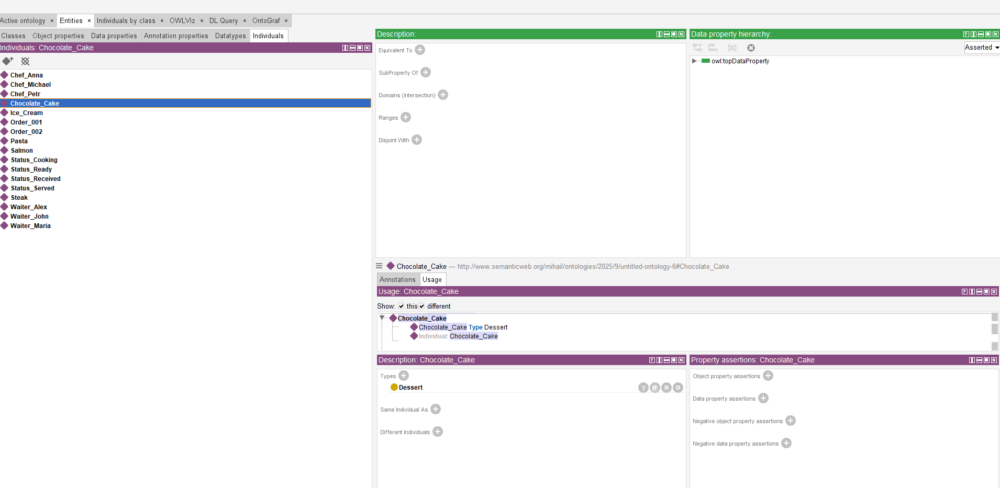 Active ontology × Entities × Individuals by class × OWLViz × DL Query × OntoGraf ×
Classes Object properties Data properties Annotation properties Datatypes Individuals
Individuals: Chocolate_Cake
Chef_Anna
Chef_Michael
Chef_Petr
Chocolate_Cake
Ice_Cream
Order_001
Order_002
Pasta
Salmon
Status_Cooking
Status_Ready
Status_Received
Status_Served
Steak
Waiter_Alex
Waiter_John
Waiter_Maria
Description:
Equivalent To
SubProperty Of
Domains (intersection)
Ranges
Disjoint With
Data property hierarchy:
Asserted
owl:topDataProperty
Chocolate_Cake — http://www.semanticweb.org/mihail/ontologies/2025/9/untitled-ontology-6#Chocolate_Cake
Annotations Usage
Usage: Chocolate_Cake
Show: this different
Chocolate_Cake
Chocolate_Cake Type Dessert
Individual: Chocolate_Cake
Description: Chocolate_Cake
Types
Dessert
Same Individual As
Different Individuals
Property assertions: Chocolate_Cake
Object property assertions
Data property assertions
Negative object property assertions
Negative data property assertions